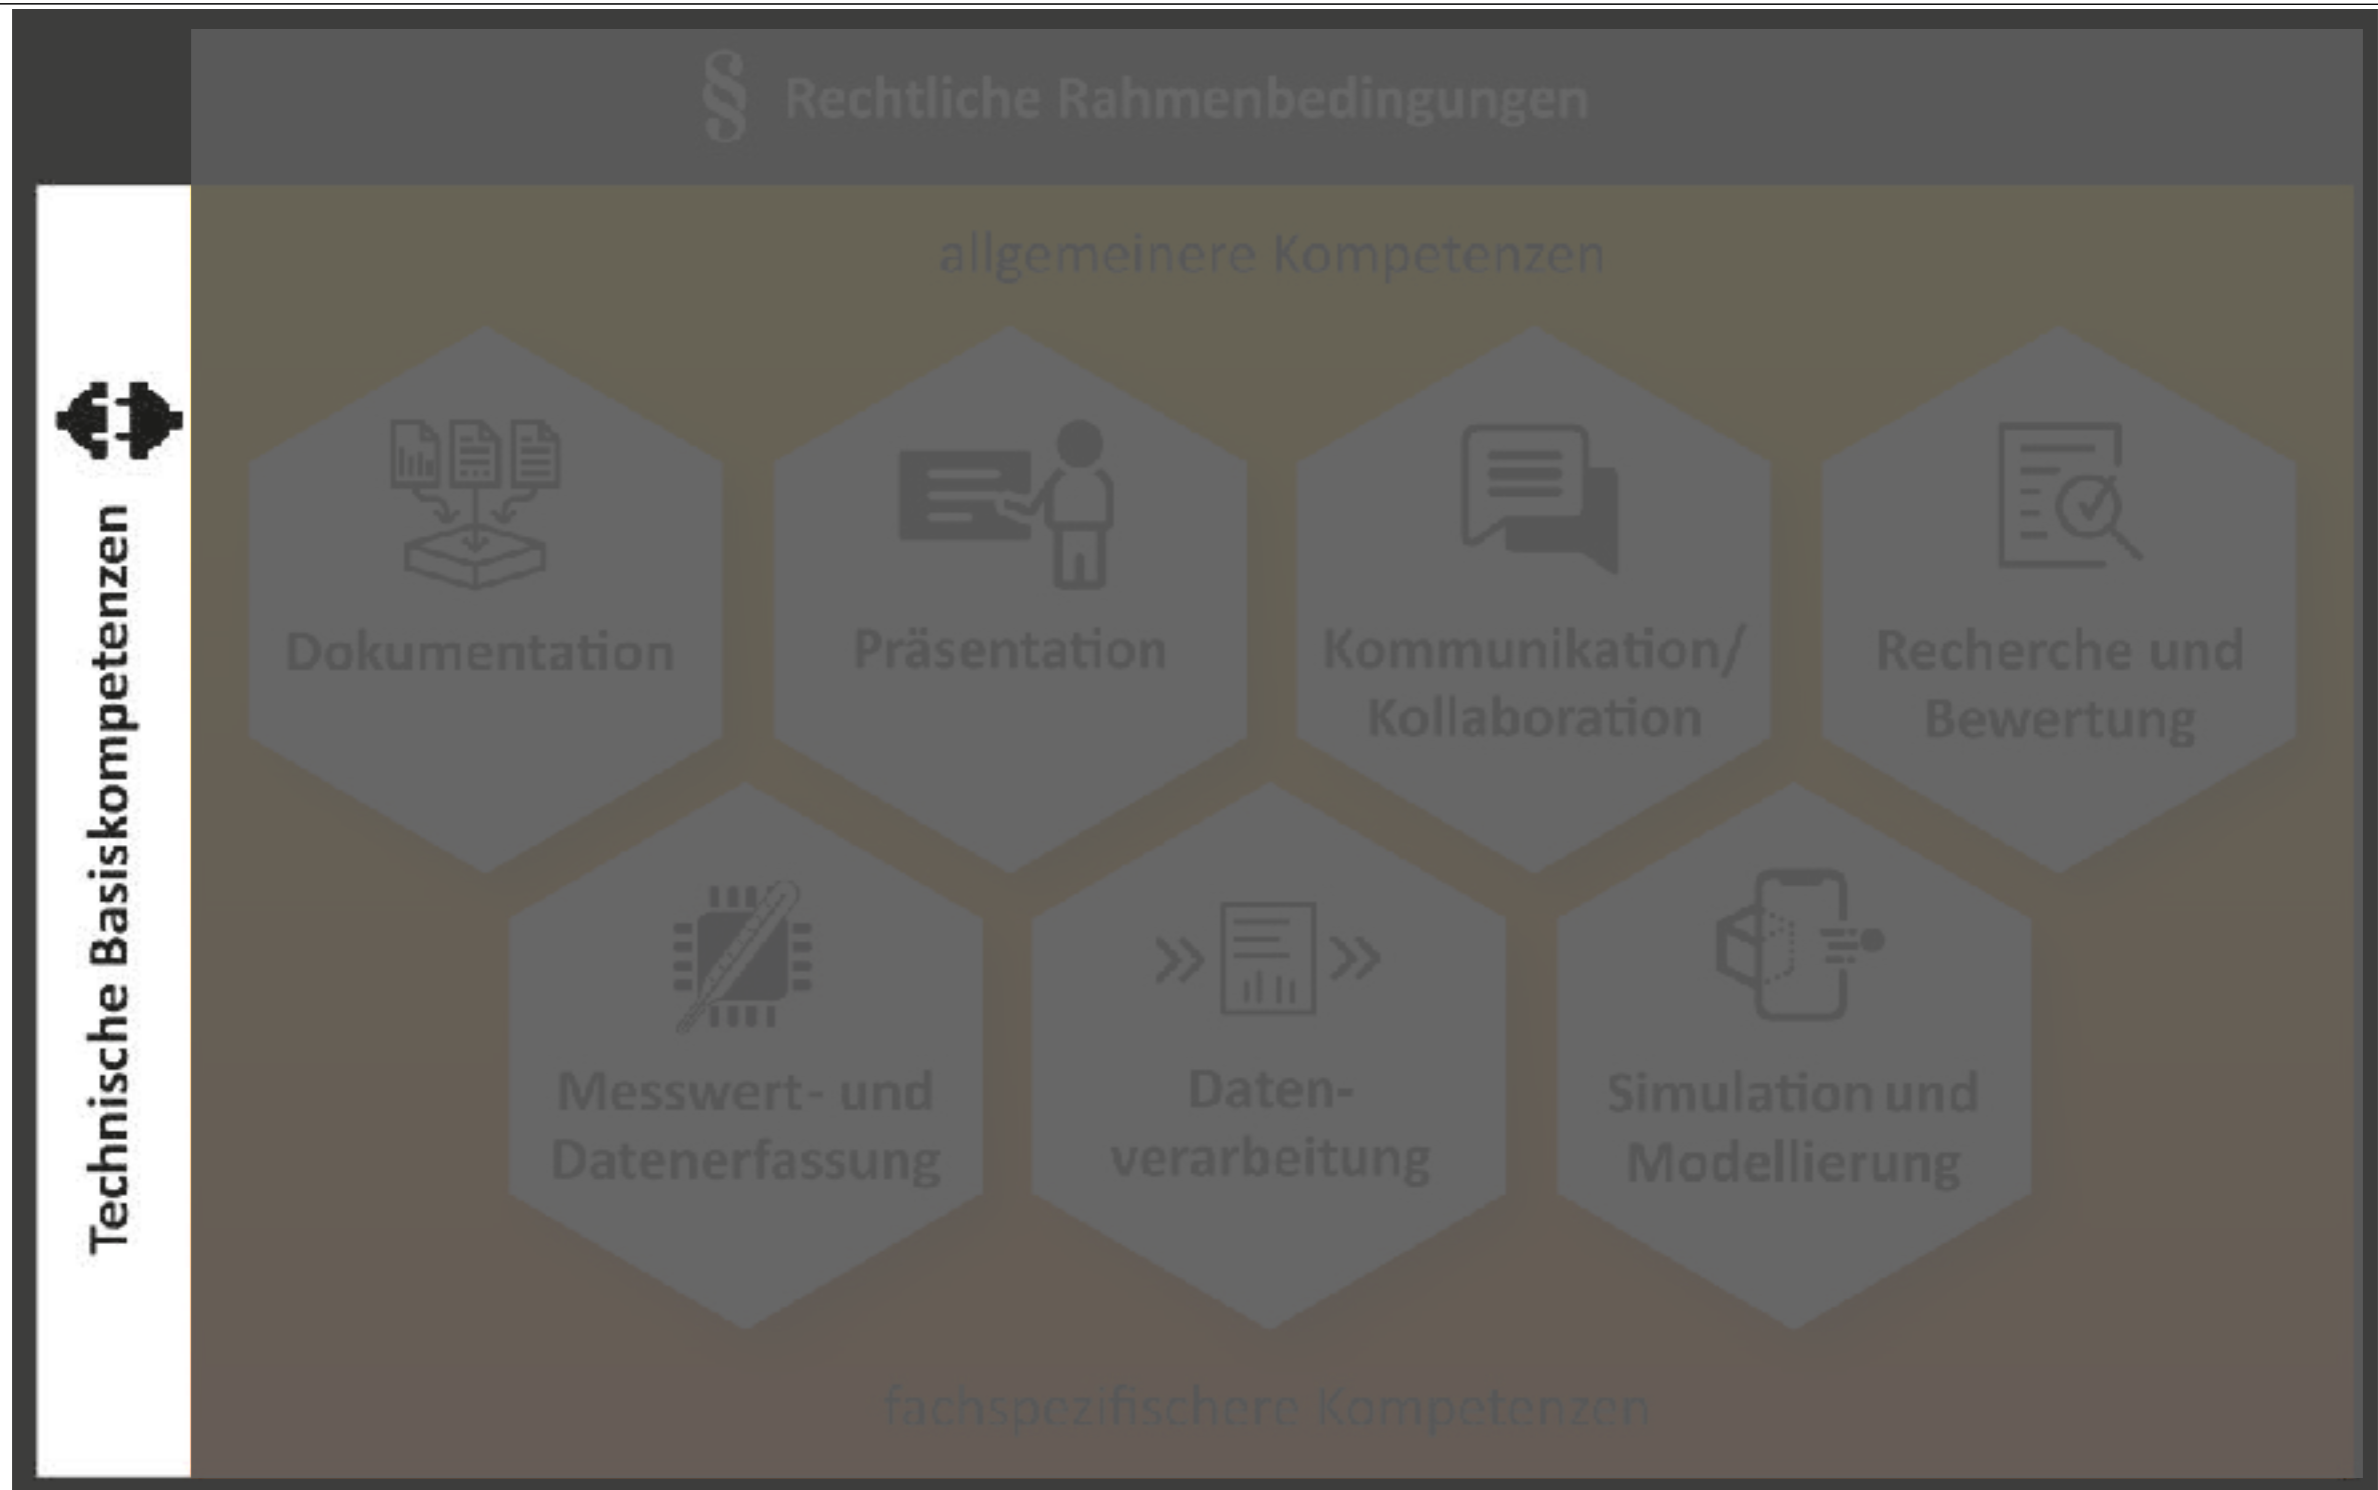 § Rechtliche Rahmenbedingungen
Technische Basiskompetenzen
allgemeinere Kompetenzen
Dokumentation
Präsentation
Kommunikation/
Kollaboration
Recherche und
Bewertung
Messwert- und
Datenerfassung
Daten-
verarbeitung
Simulation und
Modellierung
fachspezifischere Kompetenzen